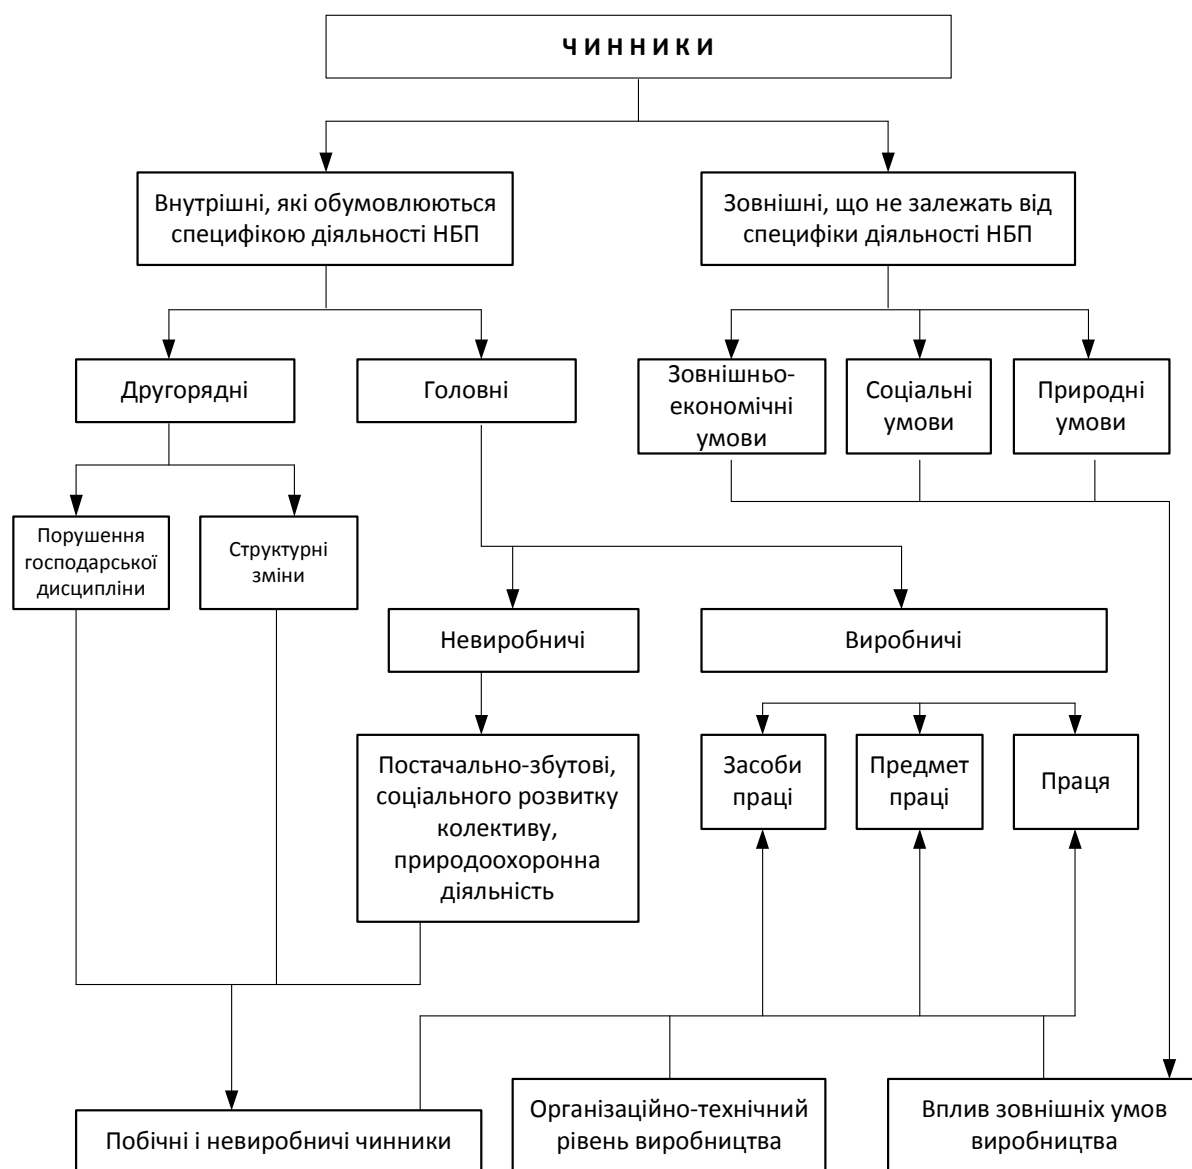 ЧИННИКИ
Внутрішні, які обумовлюються
специфікою діяльності НБП
Зовнішні, що не залежать від
специфіки діяльності НБП
Другорядні
Головні
Зовнішньо-
економічні
умови
Соціальні
умови
Природні
умови
Порушення
господарської
дисципліни
Структурні
зміни
Невиробничі
Виробничі
Постачально-збутові,
соціального розвитку
колективу,
природоохоронна
діяльність
Засоби
праці
Предмет
праці
Праця
Побічні і невиробничі чинники
Організаційно-технічний
рівень виробництва
Вплив зовнішніх умов
виробництва